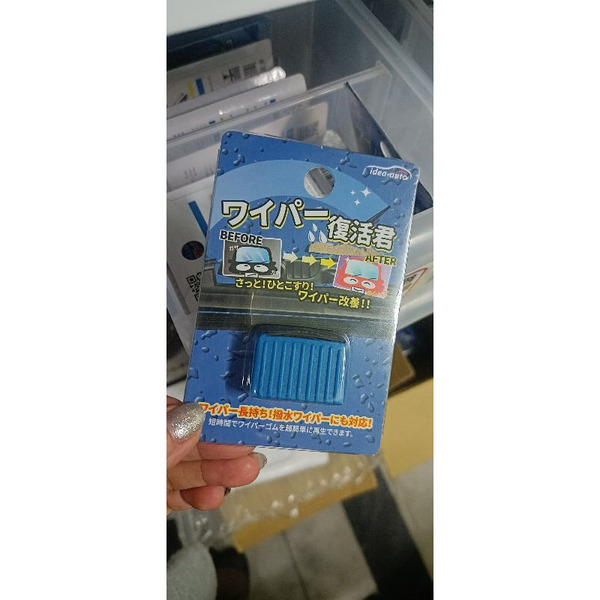 idea-auto
ワイパー
復活君
BEFORE
AFTER
さっと!ひとこすり!
ワイパー改善!!
ワイパー長持ち!撥水ワイパーにも対応!
短時間でワイパーゴムを超簡単に再生できます。